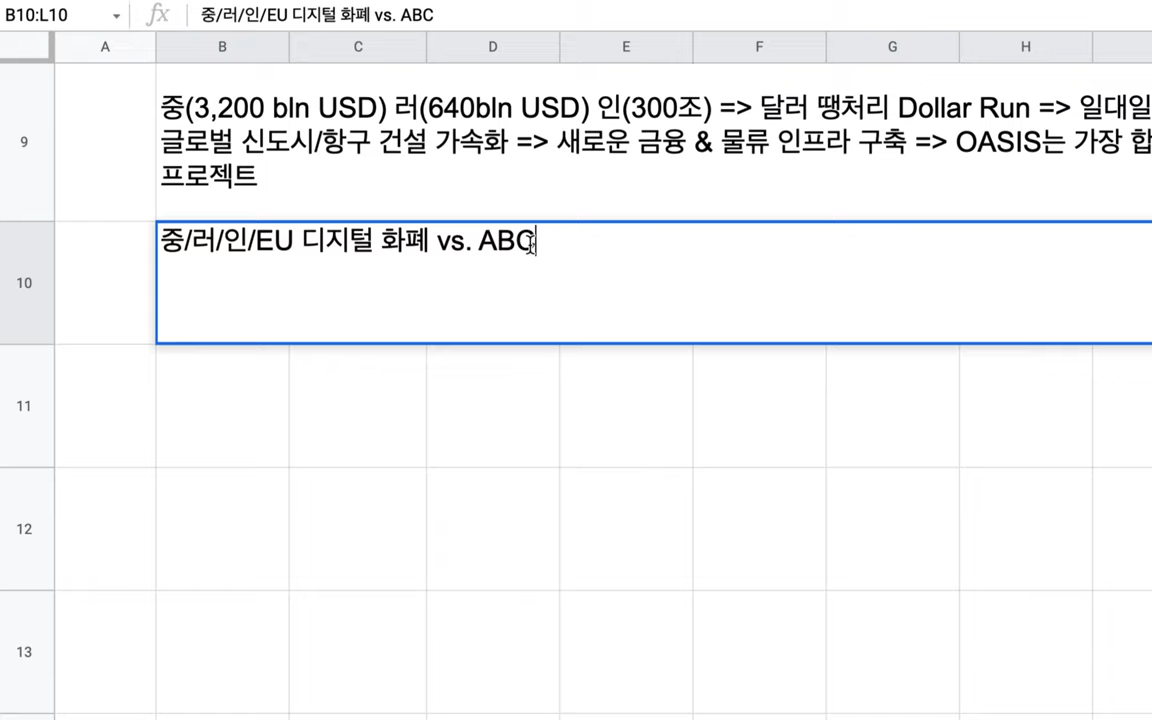 B10:L10 fx 중/러/인/EU 디지털 화폐 vs. ABC
A B C D E F G H
9
중(3,200 bln USD) 러(640bln USD) 인(300조) => 달러 땡처리 Dollar Run => 일대일
글로벌 신도시/항구 건설 가속화 => 새로운 금융 & 물류 인프라 구축 => OASIS는 가장 합
프로젝트
10
중/러/인/EU 디지털 화폐 vs. ABC
11
12
13